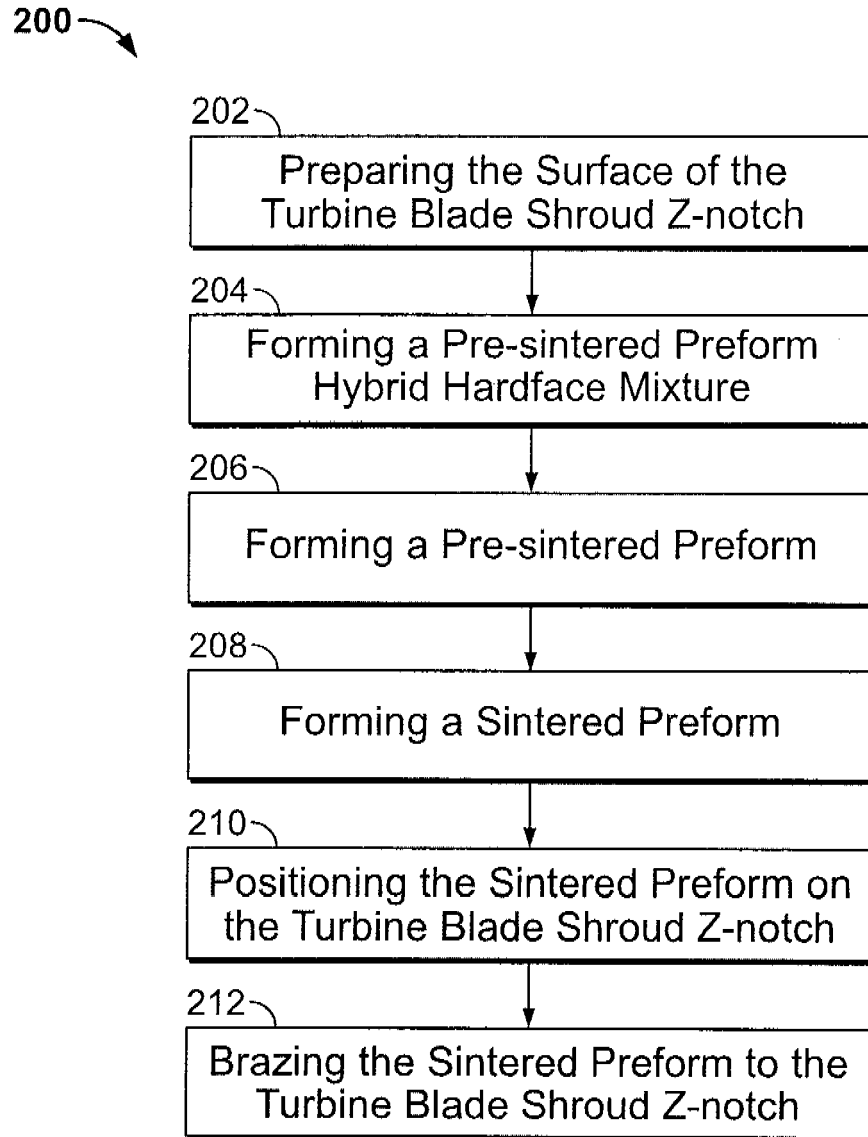 200
202
Preparing the Surface of the
Turbine Blade Shroud Z-notch
204
Forming a Pre-sintered Preform
Hybrid Hardface Mixture
206
Forming a Pre-sintered Preform
208
Forming a Sintered Preform
210
Positioning the Sintered Preform on
the Turbine Blade Shroud Z-notch
212
Brazing the Sintered Preform to the
Turbine Blade Shroud Z-notch